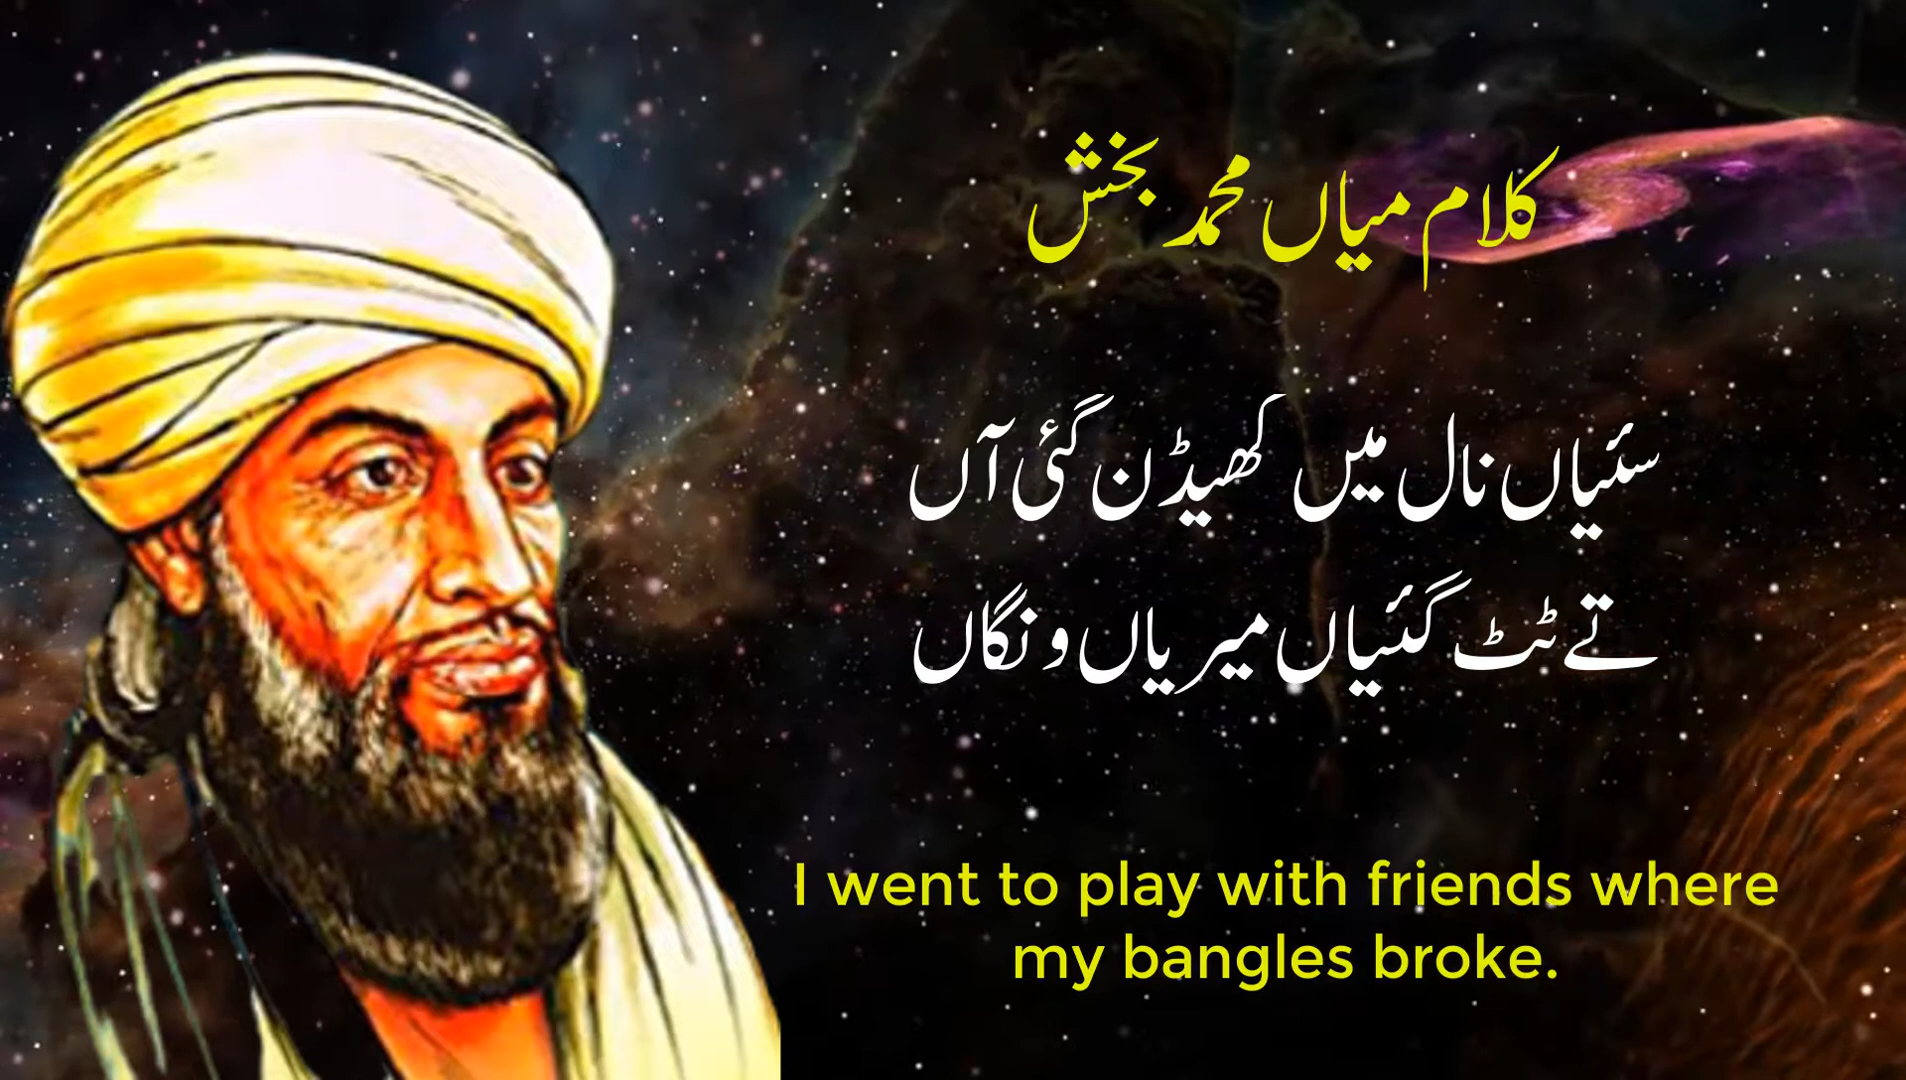 کلام میاں محمد بخش
سئیاں نال میں کھیڈن گئی آں
تے ٹٹ گئیاں میریاں ونگاں
I went to play with friends where
my bangles broke.